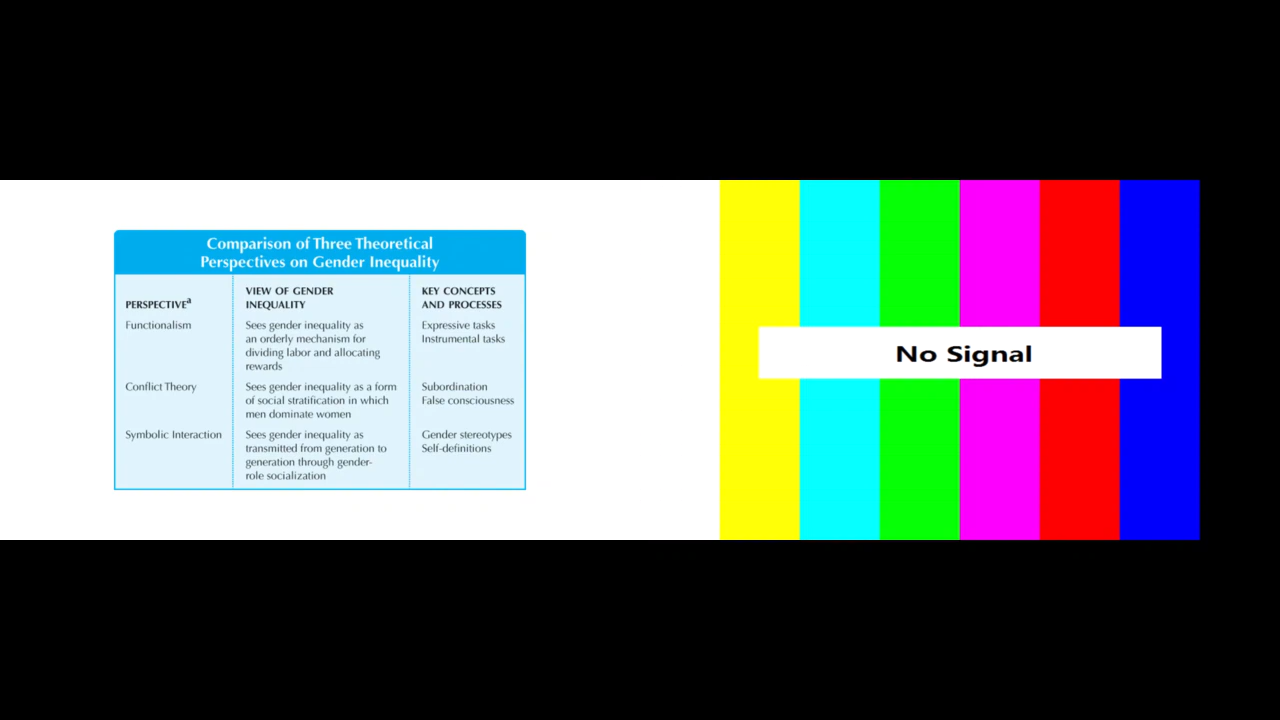 Comparison of Three Theoretical
Perspectives on Gender Inequality
PERSPECTIVEa
VIEW OF GENDER
INEQUALITY
KEY CONCEPTS
AND PROCESSES
Functionalism
Sees gender inequality as
an orderly mechanism for
dividing labor and allocating
rewards
Expressive tasks
Instrumental tasks
Conflict Theory
Sees gender inequality as a form
of social stratification in which
men dominate women
Subordination
False consciousness
Symbolic Interaction
Sees gender inequality as
transmitted from generation to
generation through gender-
role socialization
Gender stereotypes
Self-definitions
No Signal